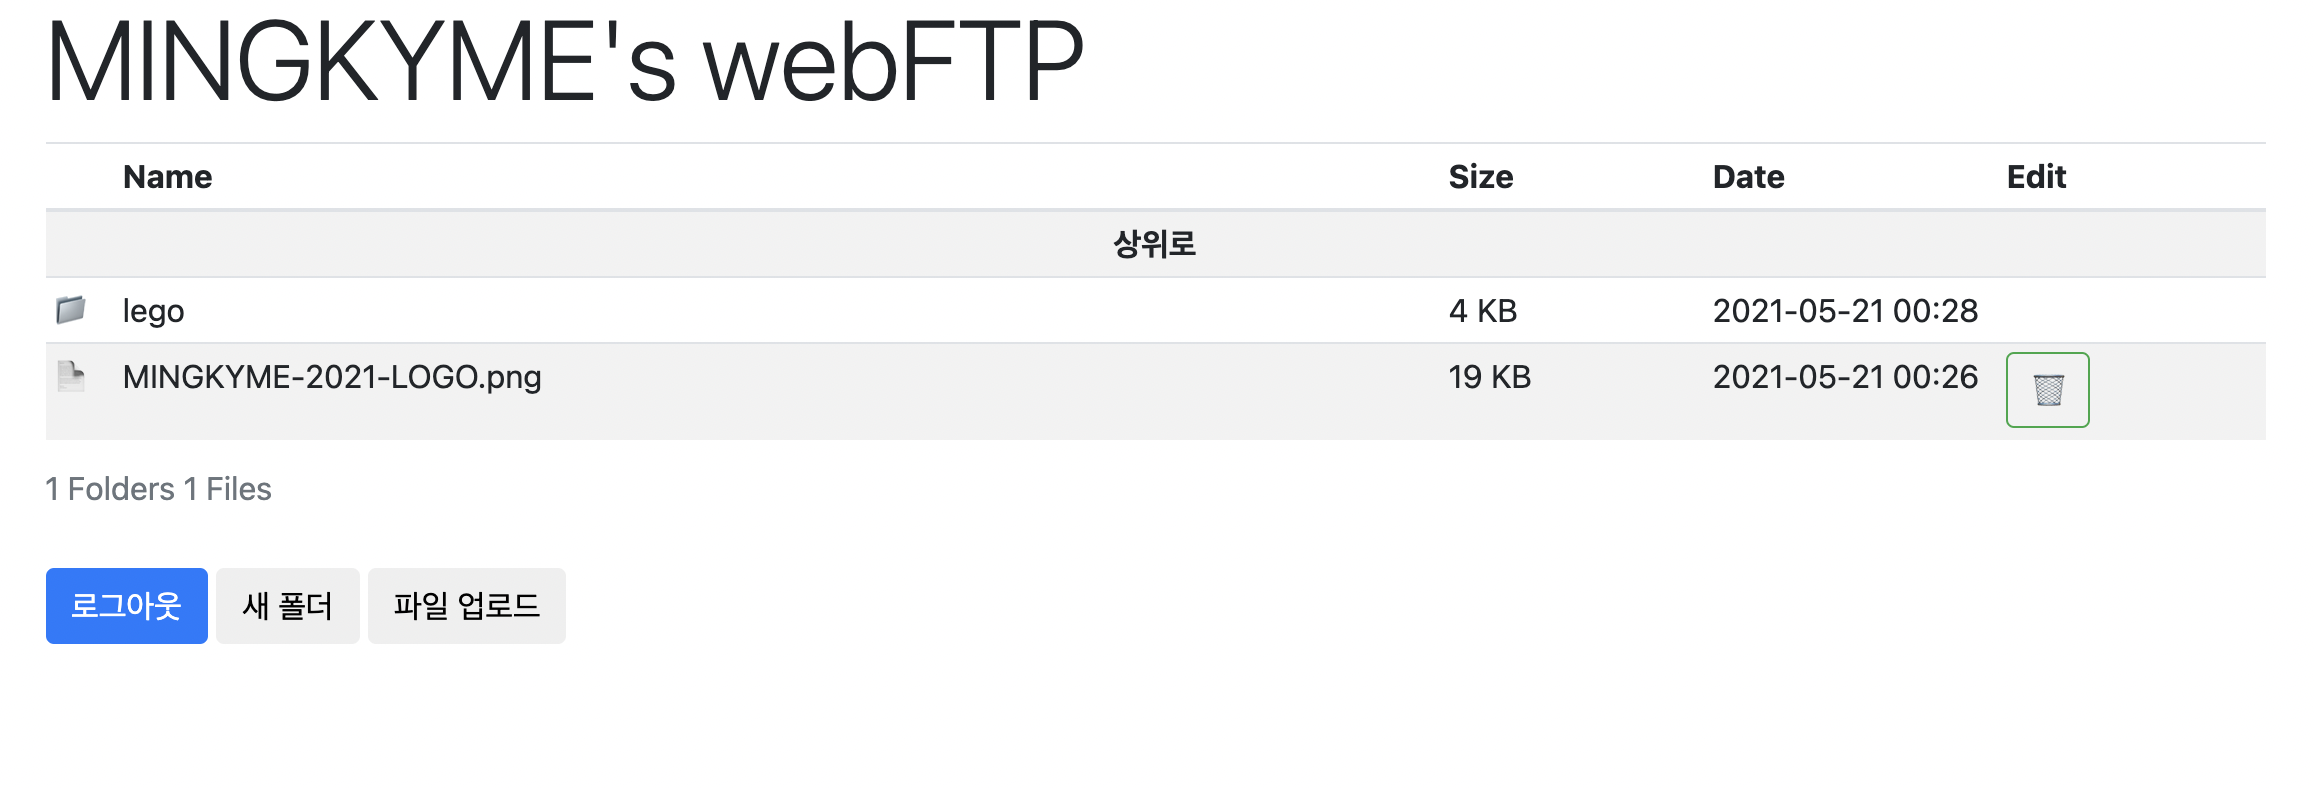 MINGKYME's webFTP
Name Size Date Edit
상위로
lego 4 KB 2021-05-21 00:28
MINGKYME-2021-LOGO.png 19 KB 2021-05-21 00:26
1 Folders 1 Files
로그아웃 새 폴더 파일 업로드